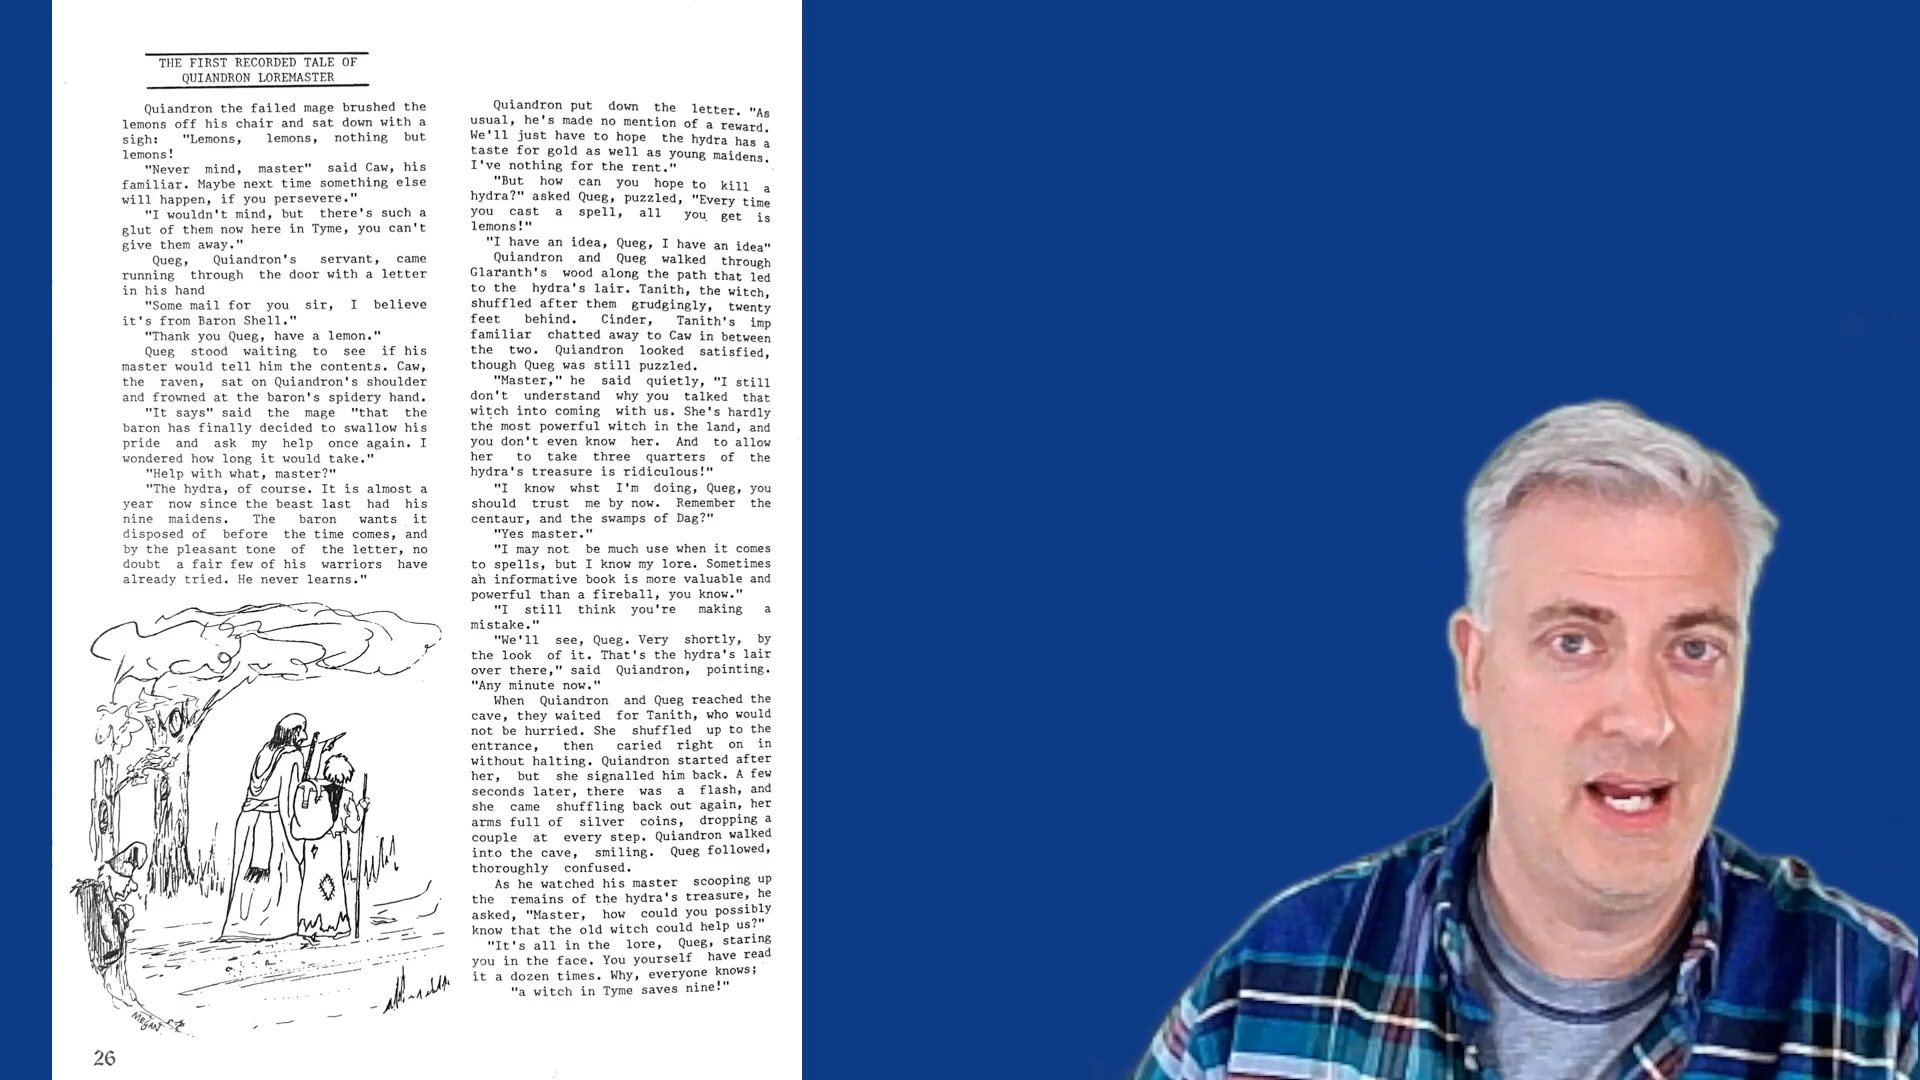 THE FIRST RECORDED TALE OF
QUIANDRON LOREMASTER
Quiandron the failed mage brushed the
lemons off his chair and sat down with a
sigh: "Lemons, lemons, nothing but
lemons!
"Never mind, master" said Caw, his
familiar. Maybe next time something else
will happen, if you persevere."
"I wouldn't mind, but there's such a
glut of them now here in Tyme, you can't
give them away."
Queg, Quiandron's servant, came
running through the door with a letter
in his hand
"Some mail for you sir, I believe
it's from Baron Shell."
"Thank you Queg, have a lemon."
Queg stood waiting to see if his
master would tell him the contents. Caw,
the raven, sat on Quiandron's shoulder
and frowned at the baron's spidery hand.
"It says" said the mage "that the
baron has finally decided to swallow his
pride and ask my help once again. I
wondered how long it would take."
"Help with what, master?"
"The hydra, of course. It is almost a
year now since the beast last had his
nine maidens. The baron wants it
disposed of before the time comes, and
by the pleasant tone of the letter, no
doubt a fair few of his warriors have
already tried. He never learns."
MEGAN
26
Quiandron put down the letter. "As
usual, he's made no mention of a reward.
We'll just have to hope the hydra has a
taste for gold as well as young maidens.
I've nothing for the rent."
"But how can you hope to kill a
hydra?" asked Queg, puzzled, "Every time
you cast a spell, all you get is
lemons!"
"I have an idea, Queg, I have an idea"
Quiandron and Queg walked through
Glaranth's wood along the path that led
to the hydra's lair. Tanith, the witch,
shuffled after them grudgingly, twenty
feet behind. Cinder, Tanith's imp
familiar chatted away to Caw in between
the two. Quiandron looked satisfied,
though Queg was still puzzled.
"Master," he said quietly, "I still
don't understand why you talked that
witch into coming with us. She's hardly
the most powerful witch in the land, and
you don't even know her. And to allow
her to take three quarters of the
hydra's treasure is ridiculous!"
"I know whst I'm doing, Queg, you
should trust me by now. Remember the
centaur, and the swamps of Dag?"
"Yes master."
"I may not be much use when it comes
to spells, but I know my lore. Sometimes
an informative book is more valuable and
powerful than a fireball, you know."
"I still think you're making a
mistake."
"We'll see, Queg. Very shortly, by
the look of it. That's the hydra's lair
over there," said Quiandron, pointing.
"Any minute now."
When Quiandron and Queg reached the
cave, they waited for Tanith, who would
not be hurried. She shuffled up to the
entrance, then caried right on in
without halting. Quiandron started after
her, but she signalled him back. A few
seconds later, there was a flash, and
she came shuffling back out again, her
arms full of silver coins, dropping a
couple at every step. Quiandron walked
into the cave, smiling. Queg followed,
thoroughly confused.
As he watched his master scooping up
the remains of the hydra's treasure, he
asked, "Master, how could you possibly
know that the old witch could help us?"
"It's all in the lore, Queg, staring
you in the face. You yourself have read
it a dozen times. Why, everyone knows;
"a witch in Tyme saves nine!"